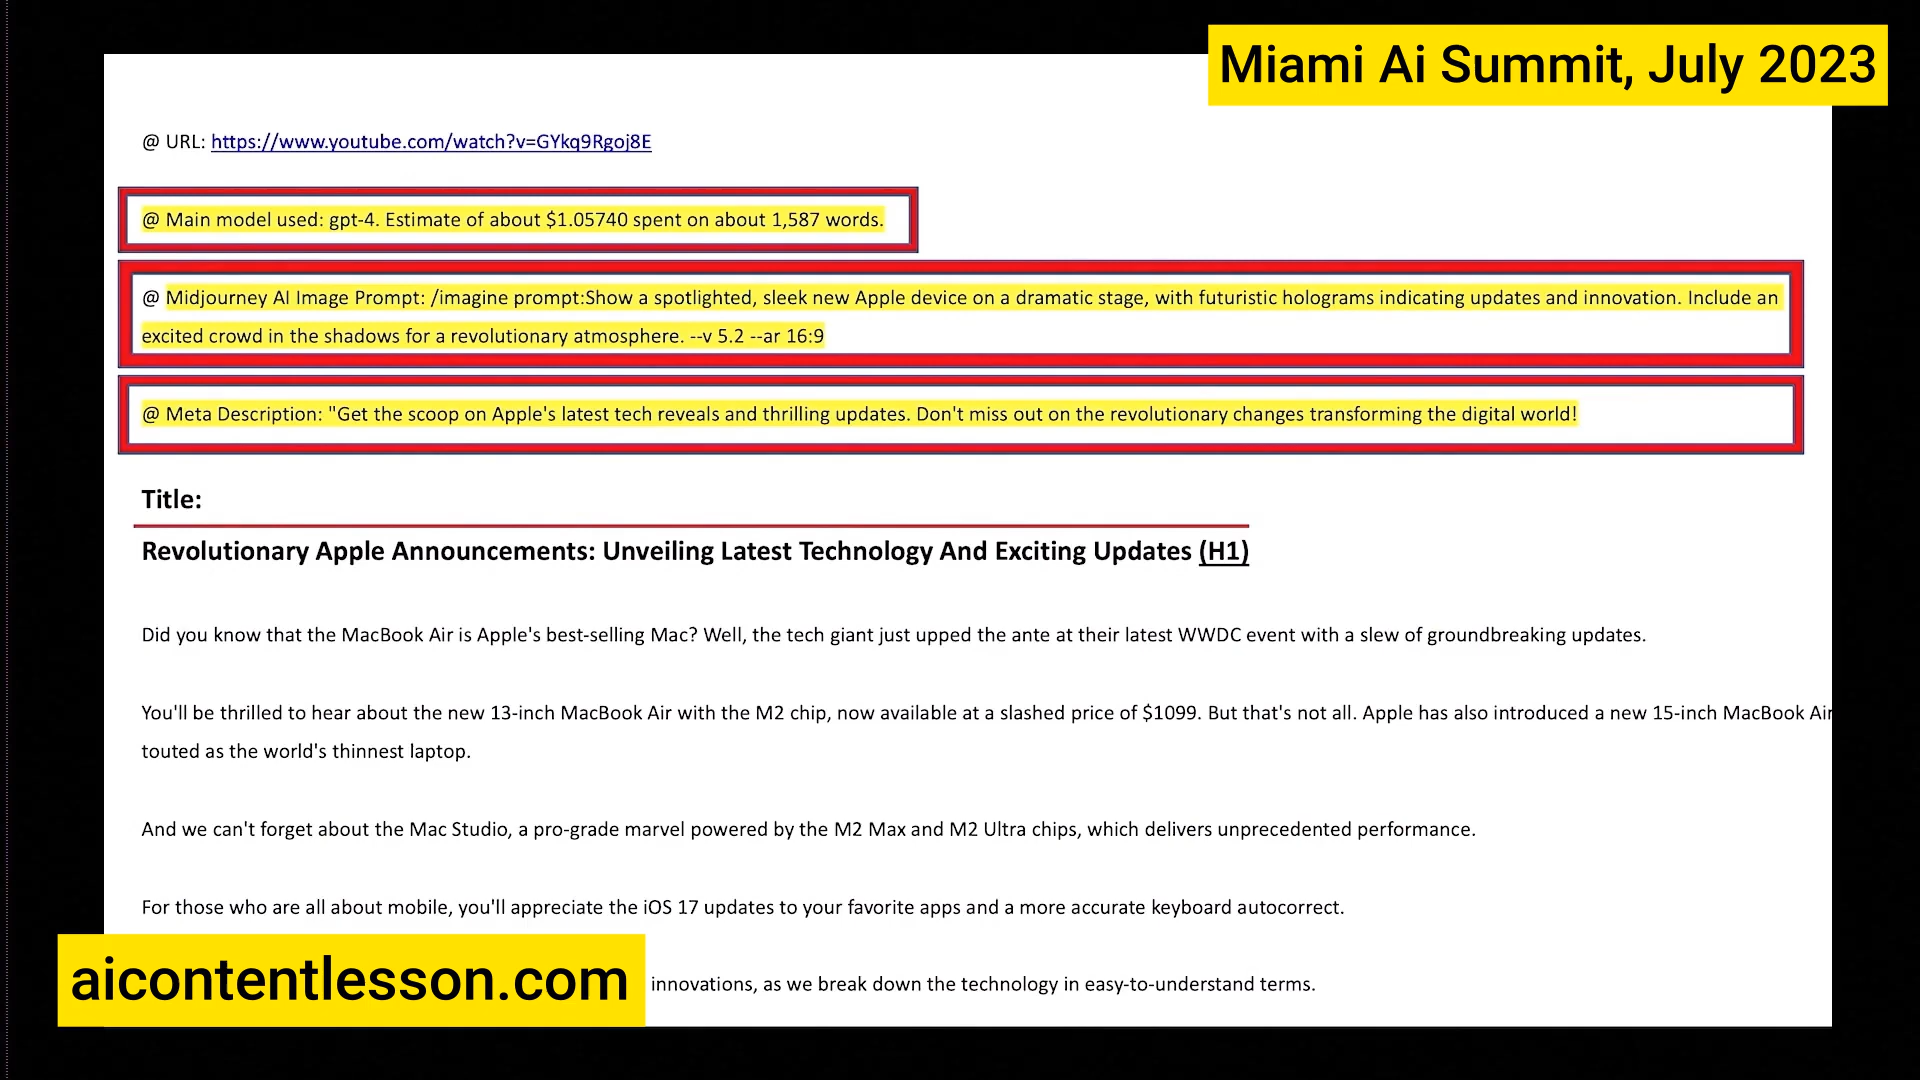 Miami Ai Summit, July 2023
@ URL: https://www.youtube.com/watch?v=GYkq9Rgoj8E
@ Main model used: gpt-4. Estimate of about $1.05740 spent on about 1,587 words.
@ Midjourney AI Image Prompt: /imagine prompt:Show a spotlighted, sleek new Apple device on a dramatic stage, with futuristic holograms indicating updates and innovation. Include an
excited crowd in the shadows for a revolutionary atmosphere. --v 5.2 --ar 16:9
@ Meta Description: "Get the scoop on Apple's latest tech reveals and thrilling updates. Don't miss out on the revolutionary changes transforming the digital world!
Title:
Revolutionary Apple Announcements: Unveiling Latest Technology And Exciting Updates (H1)
Did you know that the MacBook Air is Apple's best-selling Mac? Well, the tech giant just upped the ante at their latest WWDC event with a slew of groundbreaking updates.
You'll be thrilled to hear about the new 13-inch MacBook Air with the M2 chip, now available at a slashed price of $1099. But that's not all. Apple has also introduced a new 15-inch MacBook Air
touted as the world's thinnest laptop.
And we can't forget about the Mac Studio, a pro-grade marvel powered by the M2 Max and M2 Ultra chips, which delivers unprecedented performance.
For those who are all about mobile, you'll appreciate the iOS 17 updates to your favorite apps and a more accurate keyboard autocorrect.
innovations, as we break down the technology in easy-to-understand terms.
aicontentlesson.com